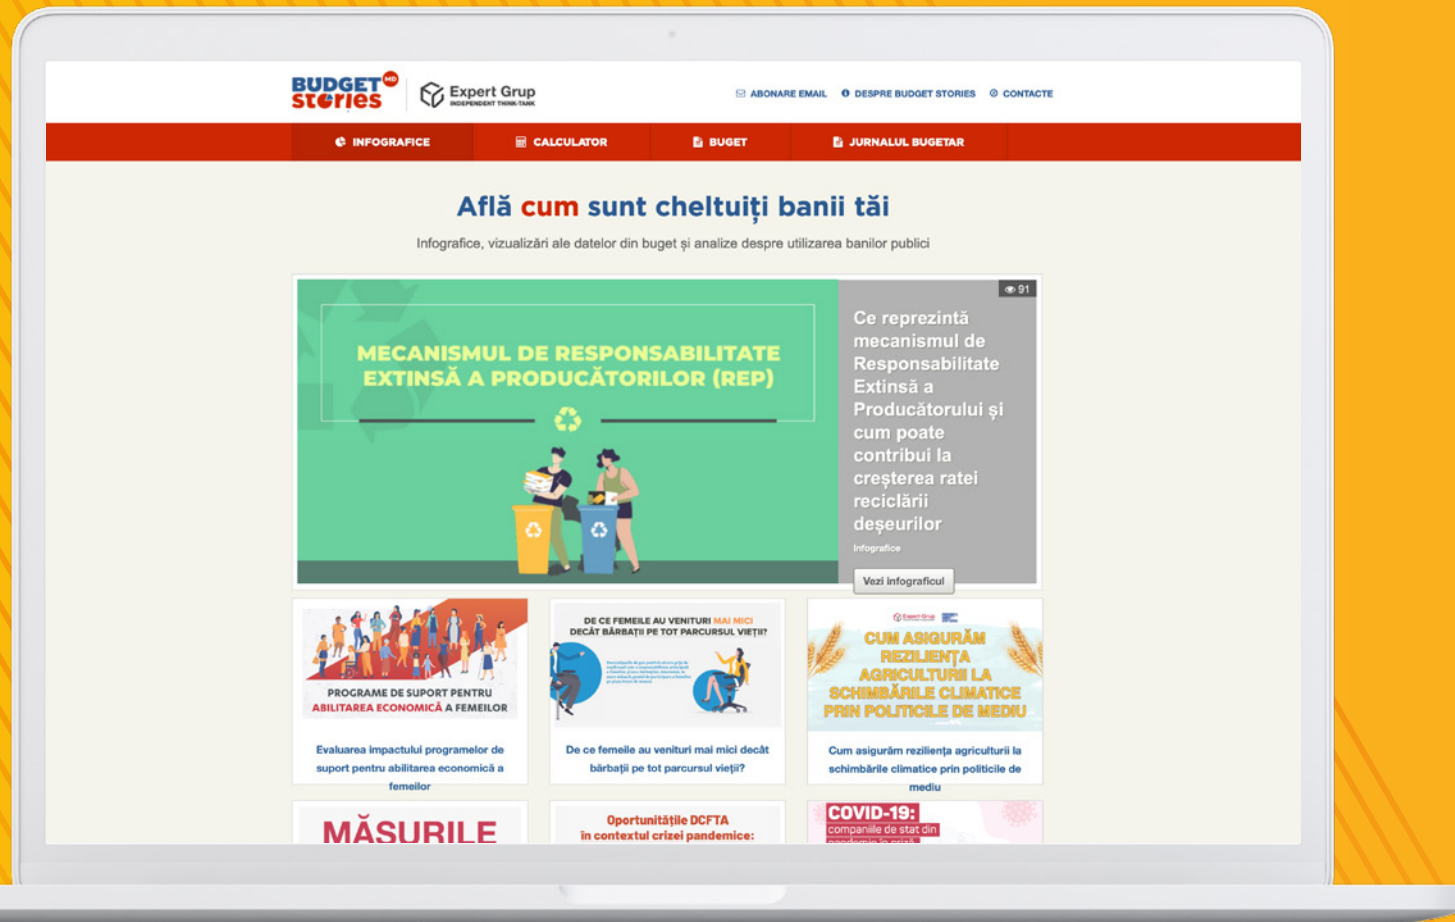 BUDGET MD
STORIES
Expert Grup
INDEPENDENT THINK-TANK
ABONARE EMAIL DESPRE BUDGET STORIES CONTACTE
INFOGRAFICE CALCULATOR BUGET JURNALUL BUGETAR
Află cum sunt cheltuiți banii tăi
Infografice, vizualizări ale datelor din buget și analize despre utilizarea banilor publici
MECANISMUL DE RESPONSABILITATE
EXTINSĂ A PRODUCĂTORILOR (REP)
91
Ce reprezintă
mecanismul de
Responsabilitate
Extinsă a
Producătorului și
cum poate
contribui la
creșterea ratei
reciclării
deșeurilor
Infografice
Vezi infograficul
PROGRAME DE SUPORT PENTRU
ABILITAREA ECONOMICĂ A FEMEILOR
Evaluarea impactului programelor de
suport pentru abilitarea economică a
femeilor
DE CE FEMEILE AU VENITURI MAI MICI
DECÂT BĂRBAȚII PE TOT PARCURSUL VIEȚII?
De ce femeile au venituri mai mici decât
bărbații pe tot parcursul vieții?
Expert-Grup
CUM ASIGURĂM
REZILIENȚA
AGRICULTURII LA
SCHIMBĂRILE CLIMATICE
PRIN POLITICILE DE MEDIU
Cum asigurăm reziliența agriculturii la
schimbările climatice prin politicile de
mediu
MĂSURILE
Oportunitățile DCFTA
în contextul crizei pandemice:
COVID-19:
companiile de stat din
pandemie în criză